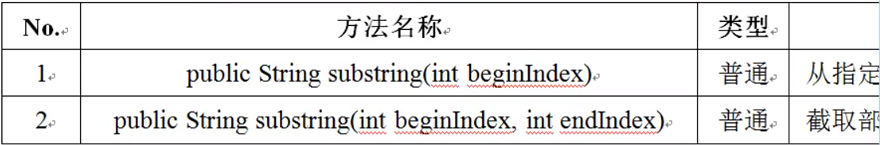 No. 方法名称 类型
1 public String substring(int beginIndex) 普通 从指定
2 public String substring(int beginIndex, int endIndex) 普通 截取部